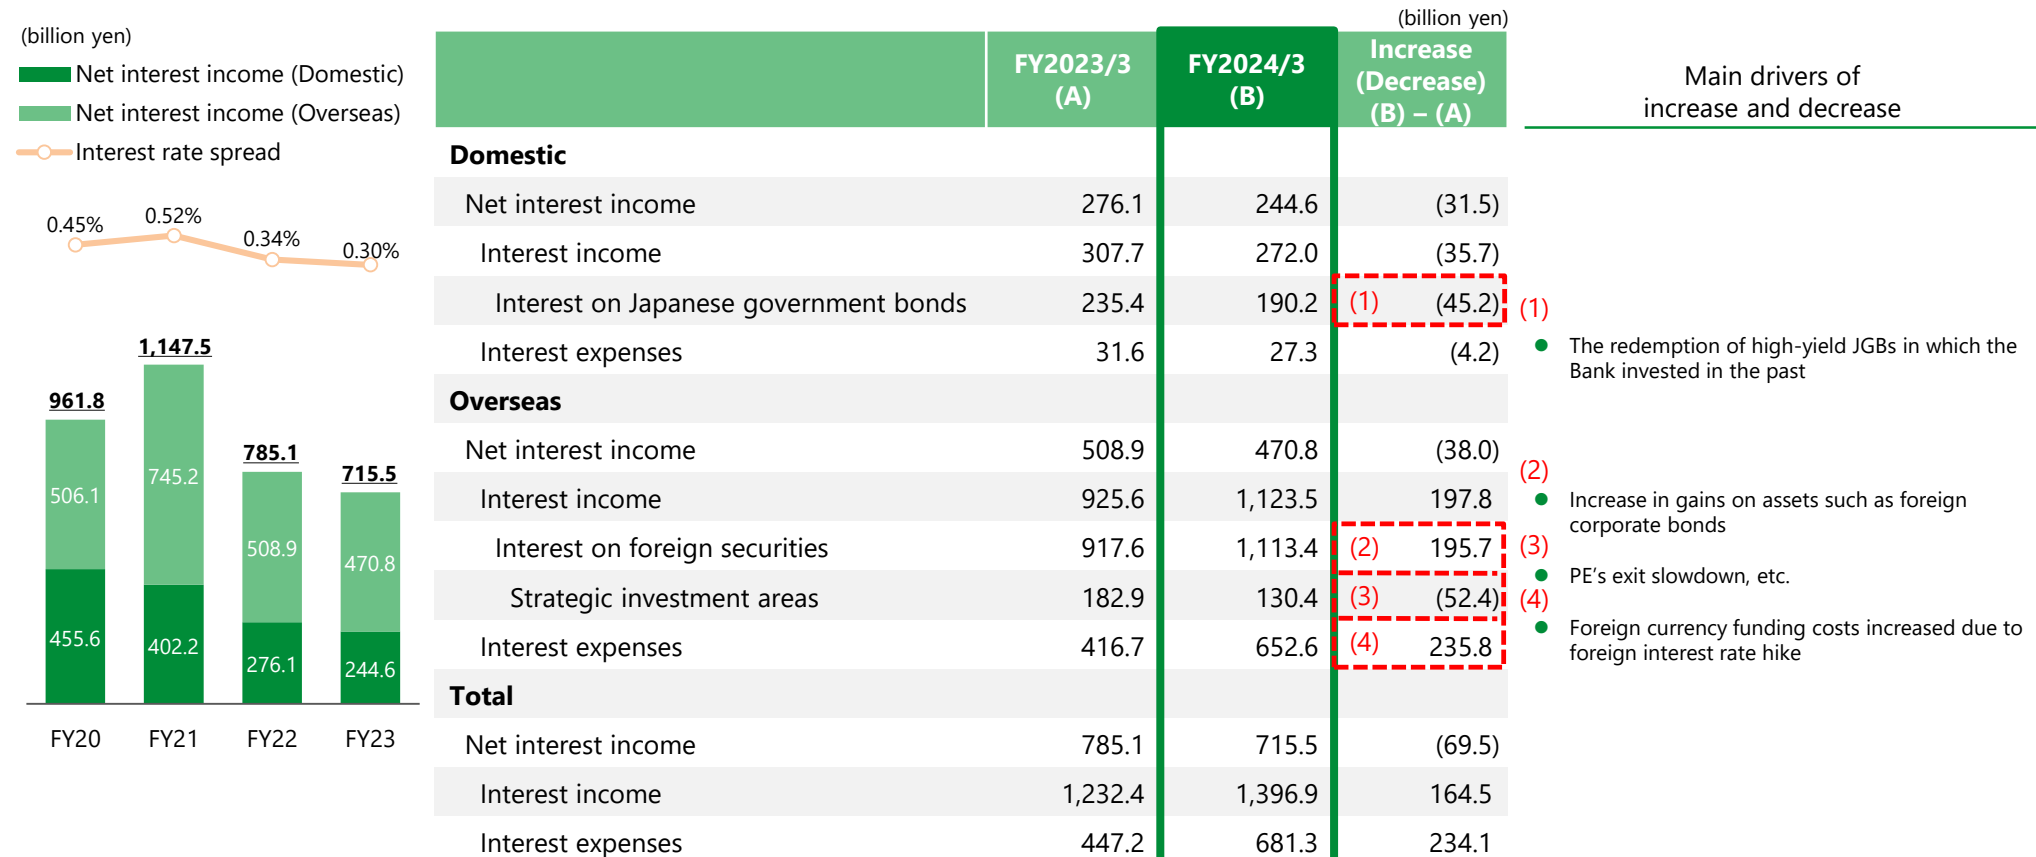 (billion yen)
Net interest income (Domestic)
Net interest income (Overseas)
Interest rate spread
0.45%
0.52%
0.34%
0.30%
961.8
1,147.5
785.1
715.5
506.1
745.2
508.9
470.8
455.6
402.2
276.1
244.6
FY20 FY21 FY22 FY23
(billion yen)
FY2023/3 (A)
FY2024/3 (B)
Increase (Decrease) (B) – (A)
Domestic
Net interest income 276.1 244.6 (31.5)
Interest income 307.7 272.0 (35.7)
Interest on Japanese government bonds 235.4 190.2 (1) (45.2)
Interest expenses 31.6 27.3 (4.2)
Overseas
Net interest income 508.9 470.8 (38.0)
Interest income 925.6 1,123.5 197.8
Interest on foreign securities 917.6 1,113.4 (2) 195.7
Strategic investment areas 182.9 130.4 (3) (52.4)
Interest expenses 416.7 652.6 (4) 235.8
Total
Net interest income 785.1 715.5 (69.5)
Interest income 1,232.4 1,396.9 164.5
Interest expenses 447.2 681.3 234.1
Main drivers of
increase and decrease
(1)
● The redemption of high-yield JGBs in which the
Bank invested in the past
(2)
● Increase in gains on assets such as foreign
corporate bonds
(3)
● PE's exit slowdown, etc.
(4)
● Foreign currency funding costs increased due to
foreign interest rate hike